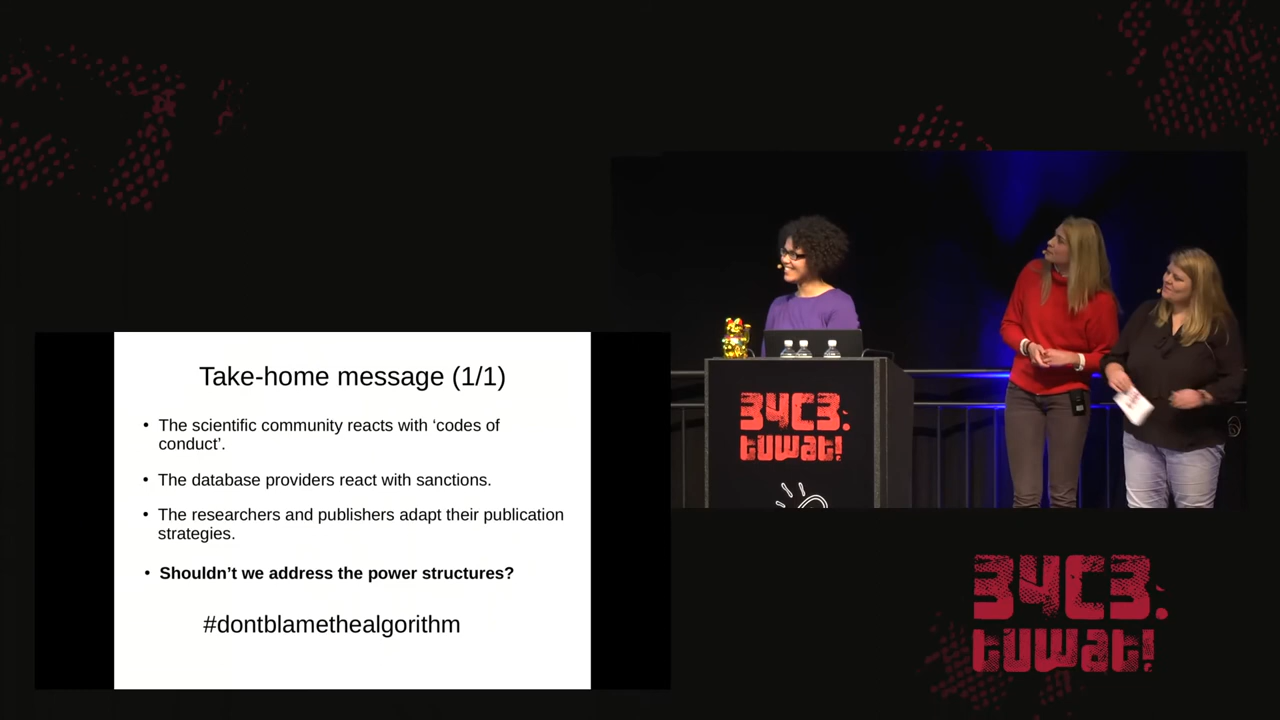 Take-home message (1/1)
• The scientific community reacts with ‘codes of
conduct’.
• The database providers react with sanctions.
• The researchers and publishers adapt their publication
strategies.
• Shouldn’t we address the power structures?
#dontblamethealgorithm
34C3.
tuwat!
34C3.
tuwat!